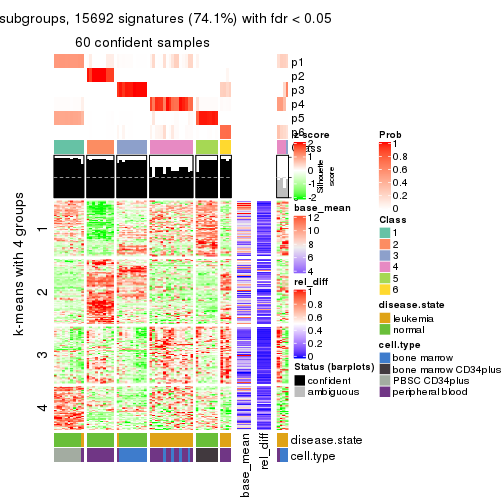 subgroups, 15692 signatures (74.1%) with fdr < 0.05
60 confident samples
p1
p2
p3
p4
p5
p6
z-score
2
1
0
-1
-2
Silhouette
score
k-means with 4 groups
1
2
3
4
base_mean
12
10
8
6
4
rel_diff
1
0.8
0.6
0.4
0.2
0
Status (barplots)
confident
ambiguous
Prob
1
0.8
0.6
0.4
0.2
0
Class
1
2
3
4
5
6
disease.state
leukemia
normal
cell.type
bone marrow
bone marrow CD34plus
PBSC CD34plus
peripheral blood
disease.state
cell.type
base_mean
rel_diff